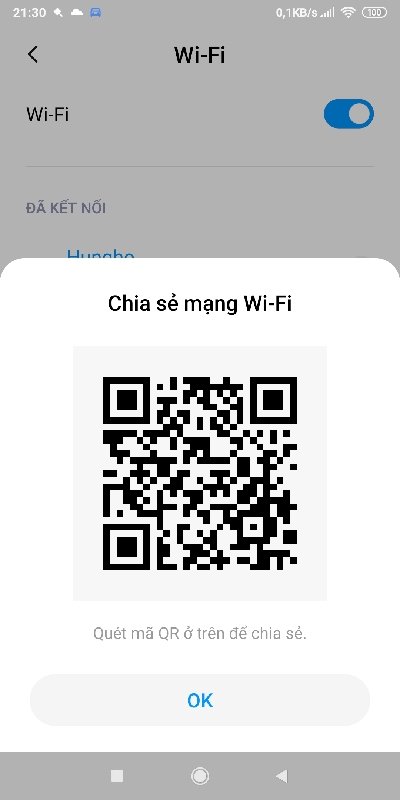 21:30 0,1KB/s 100
Wi-Fi
Wi-Fi
ĐÃ KẾT NỐI
Chia sẻ mạng Wi-Fi
Quét mã QR ở trên để chia sẻ.
OK